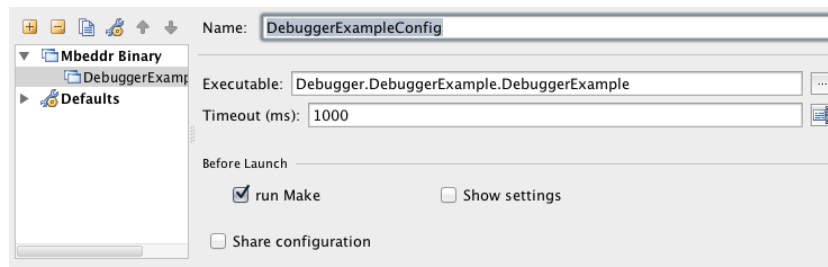 Name: DebuggerExampleConfig
Mbeddr Binary
DebuggerExamp
Defaults
Executable: Debugger.DebuggerExample.DebuggerExample ...
Timeout (ms): 1000
Before Launch
run Make Show settings
Share configuration